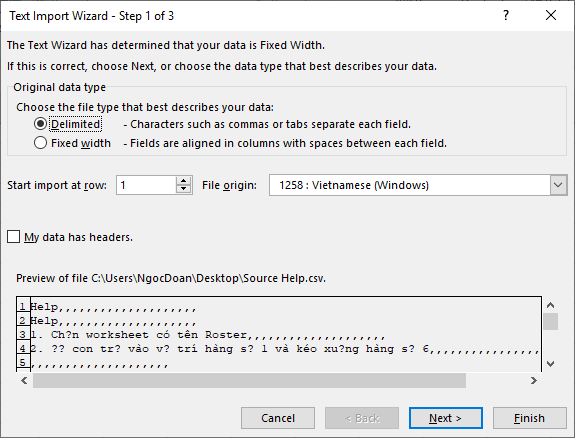 Text Import Wizard - Step 1 of 3
The Text Wizard has determined that your data is Fixed Width.
If this is correct, choose Next, or choose the data type that best describes your data.
Original data type
Choose the file type that best describes your data:
Delimited - Characters such as commas or tabs separate each field.
Fixed width - Fields are aligned in columns with spaces between each field.
Start import at row: 1 File origin: 1258 : Vietnamese (Windows)
My data has headers.
Preview of file C:\Users\NgocDoan\Desktop\Source Help.csv.
1 Help,,,,,,,,,,,,,,,,,,,,
2 Help,,,,,,,,,,,,,,,,,,,,
3 1. Ch?n worksheet có tên Roster,,,,,,,,,,,,,,,,,,,,
4 2. ?? con tr? vào v? trí hàng s? 1 và kéo xu?ng hàng s? 6,,,,,,,,,,,,,,,,
5 ,,,,,,,,,,,,,,,,,,,,
Cancel < Back Next > Finish